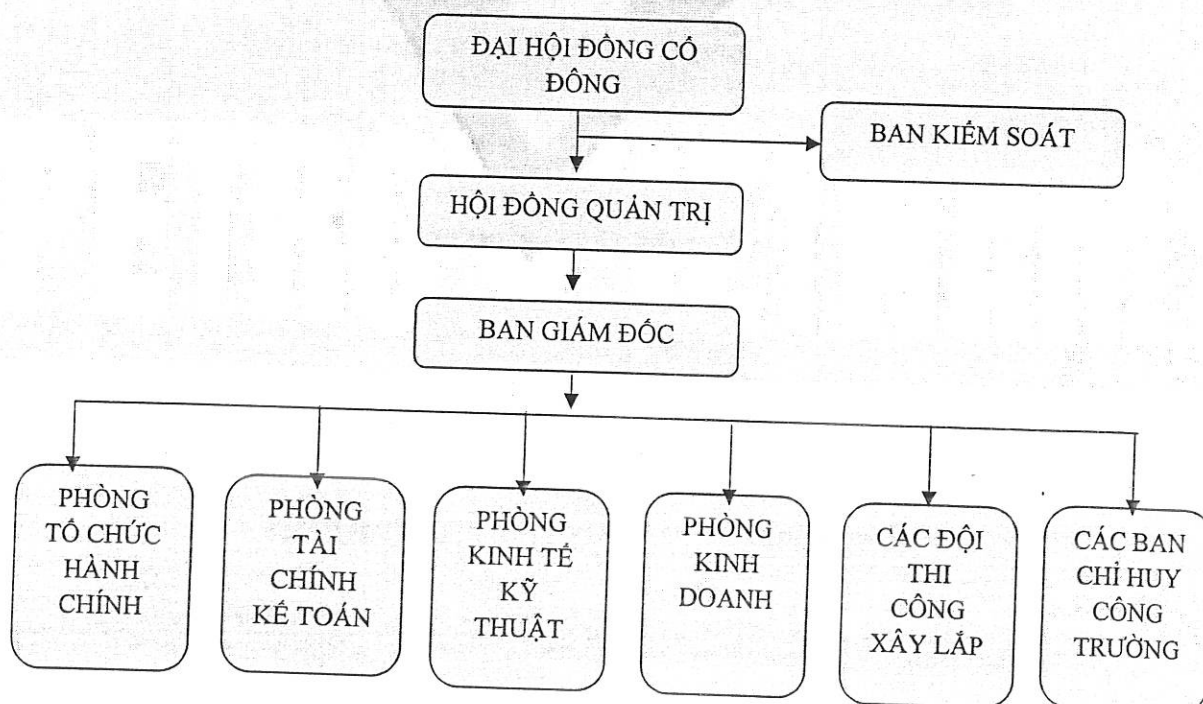 ĐẠI HỘI ĐỒNG CỔ
ĐÔNG
BAN KIỂM SOÁT
HỘI ĐỒNG QUẢN TRỊ
BAN GIÁM ĐỐC
PHÒNG
TỔ CHỨC
HÀNH
CHÍNH
PHÒNG
TÀI
CHÍNH
KẾ TOÁN
PHÒNG
KINH TẾ
KỸ
THUẬT
PHÒNG
KINH
DOANH
CÁC ĐỘI
THI
CÔNG
XÂY LẮP
CÁC BAN
CHỈ HUY
CÔNG
TRƯỜNG